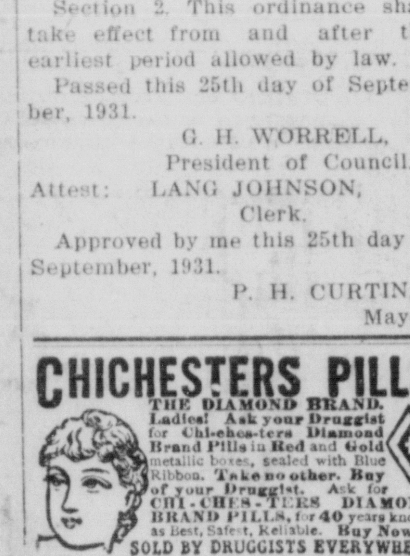 Section 2. This ordinance sha
take effect from and after t
earliest period allowed by law.
Passed this 25th day of Septe
ber, 1931.
G. H. WORRELL,
President of Council.
Attest: LANG JOHNSON,
Clerk.
Approved by me this 25th day
September, 1931.
P. H. CURTIN
May
CHICHESTERS PILL
THE DIAMOND BRAND.
Ladies! Ask your Druggist
for Chi-ches-ters Diamond
Brand Pills in Red and Gold
metallic boxes, sealed with Blue
Ribbon. Take no other. Buy
of your Druggist. Ask for
CHI-CHES-TERS DIAMO
BRAND PILLS, for 40 years kno
as Best, Safest, Reliable. Buy Now
SOLD BY DRUGGISTS EVERYWHE